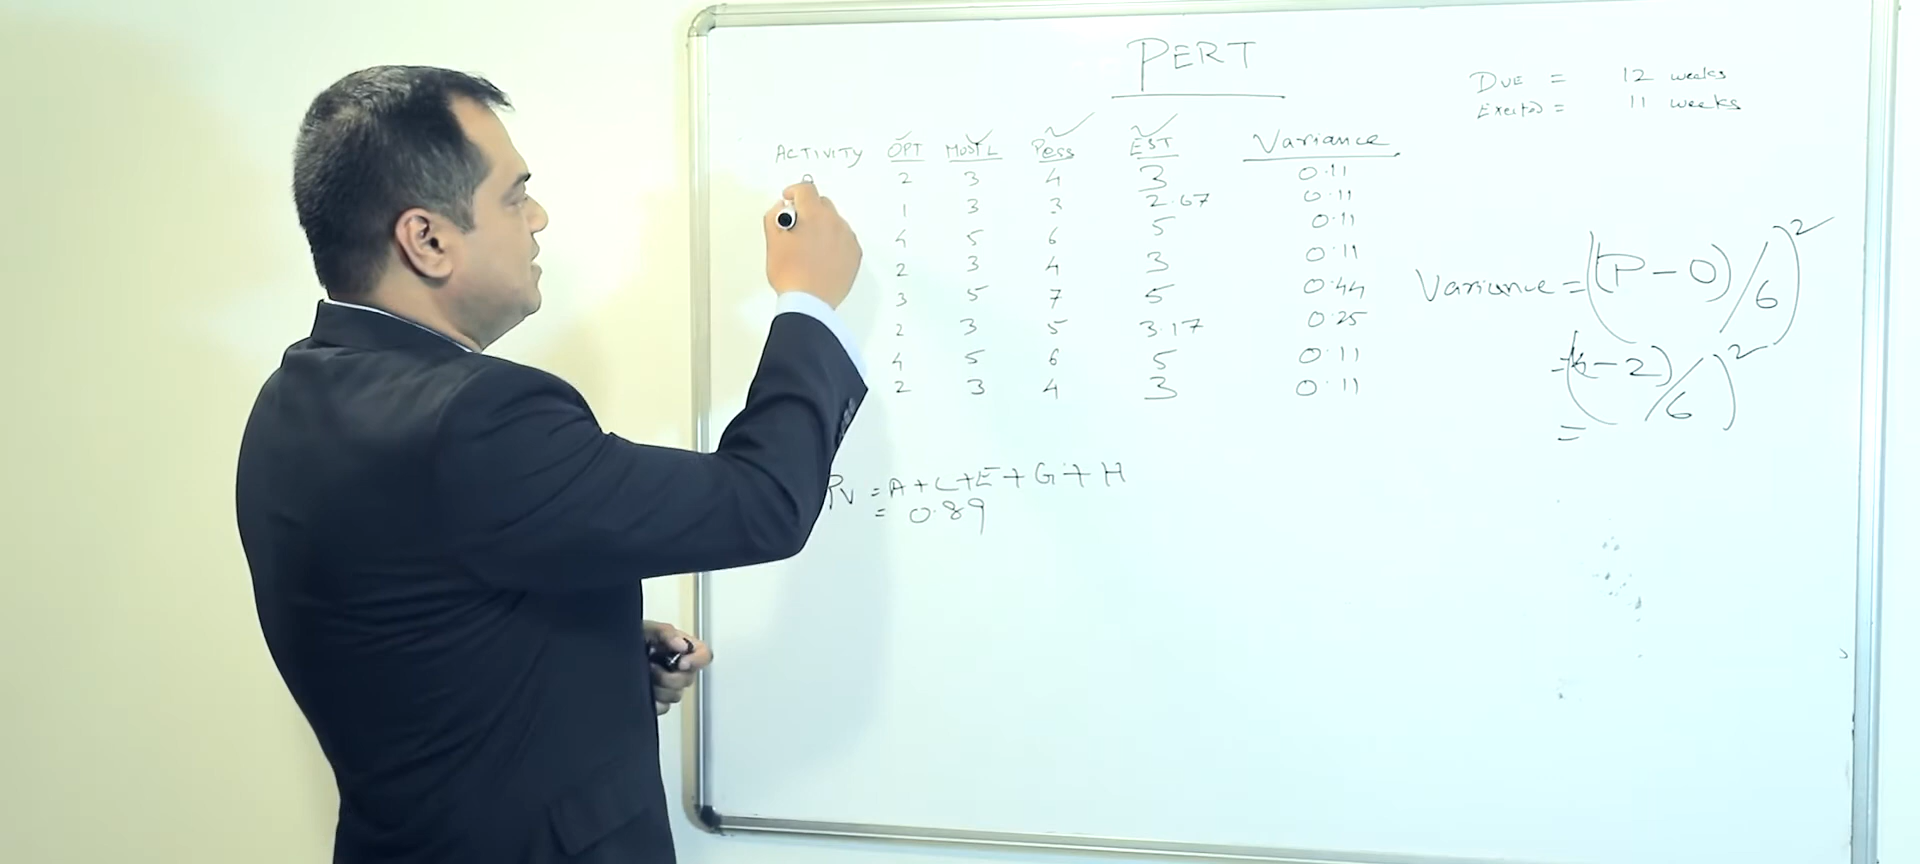 PERT
DUE = 12 weeks
= 11 weeks
ACTIVITY OPT MOST L Pess EST Variance
2 3 4 3 0.11
1 3 3 2.67 0.11
4 5 6 5 0.11
2 3 4 3 0.11
3 5 7 5 0.44
2 3 5 3.17 0.25
4 5 6 5 0.11
2 3 4 3 0.11
Variance = ((P - O)/6)²
= (4-2)/6)²
=
PV = A + C + E + G + H
= 0.89